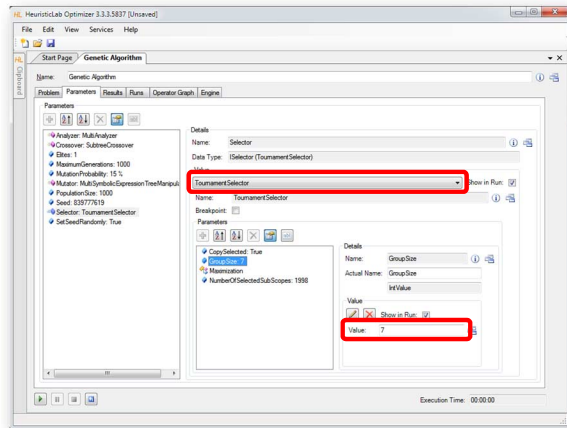 HeuristicLab Optimizer 3.3.3.5837 [Unsaved]
File Edit View Services Help
Start Page Genetic Algorithm
Clipboard
Name: Genetic Algorithm
Problem Parameters Results Runs Operator Graph Engine
Parameters
Analyzer: MultiAnalyzer
Crossover: SubtreeCrossover
Elites: 1
MaximumGenerations: 1000
MutationProbability: 15 %
Mutator: MultiSymbolicExpressionTreeManipula
PopulationSize: 1000
Seed: 839777619
Selector: TournamentSelector
SetSeedRandomly: True
Details
Name: Selector
Data Type: ISelector (TournamentSelector)
Value
TournamentSelector Show in Run:
Name: TournamentSelector
Breakpoint:
Parameters
CopySelected: True
GroupSize: 7
Maximization
NumberOfSelectedSubScopes: 1998
Details
Name: GroupSize
Actual Name: GroupSize
IntValue
Value
Show in Run:
Value: 7
Execution Time: 00:00:00